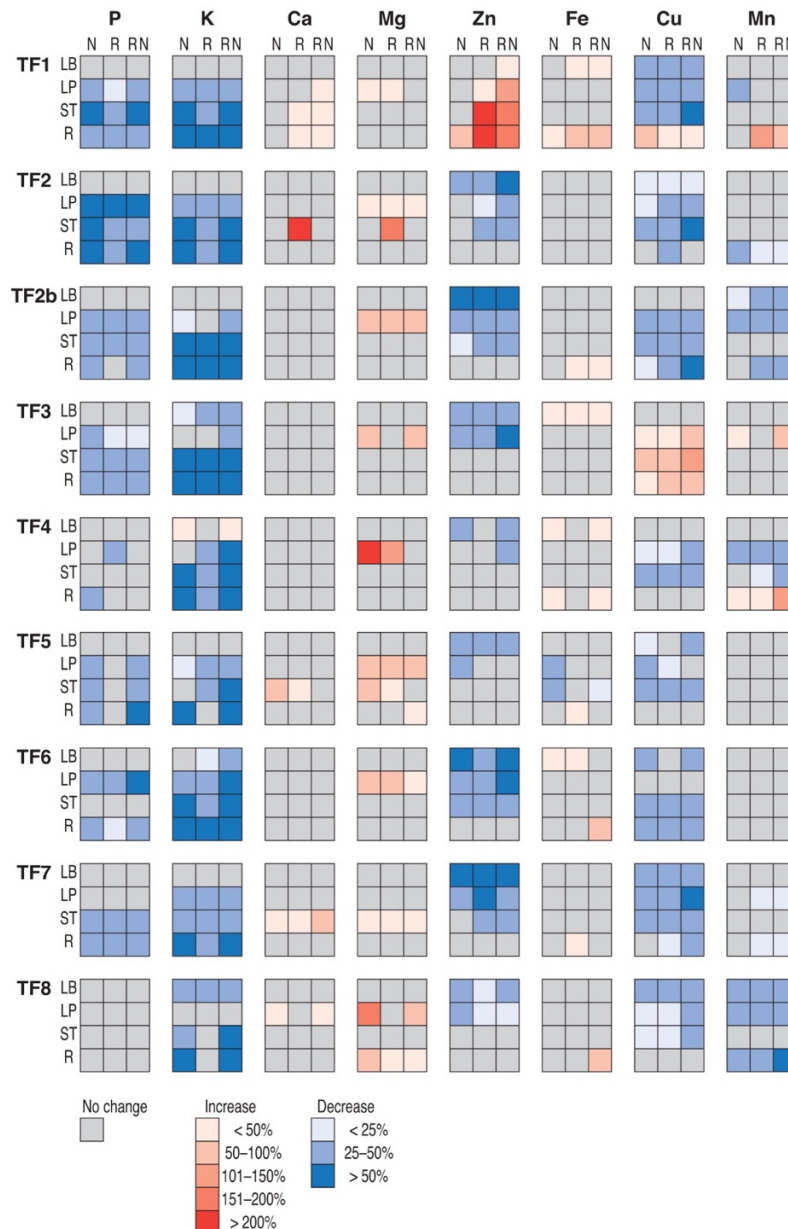 P K Ca Mg Zn Fe Cu Mn
N R RN N R RN N R RN N R RN N R RN N R RN N R RN N R RN
TF1 LB
LP
ST
R
TF2 LB
LP
ST
R
TF2b LB
LP
ST
R
TF3 LB
LP
ST
R
TF4 LB
LP
ST
R
TF5 LB
LP
ST
R
TF6 LB
LP
ST
R
TF7 LB
LP
ST
R
TF8 LB
LP
ST
R
No change Increase Decrease
< 50% < 25%
50–100% 25–50%
101–150% > 50%
151–200%
> 200%